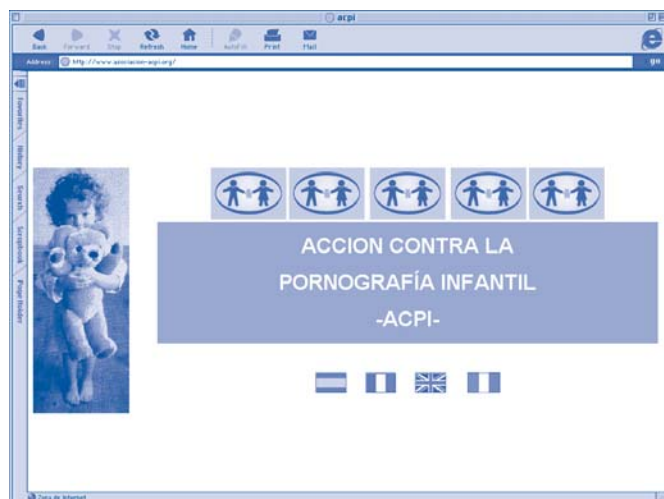 acpi
Back Forward Stop Refresh Home AutoFill Print Mail
Address: http://www.asociacion-acpi.org/ go
Favorites
History
Search
Scrapbook
Page Holder
ACCION CONTRA LA
PORNOGRAFÍA INFANTIL
-ACPI-
Zona de Internet